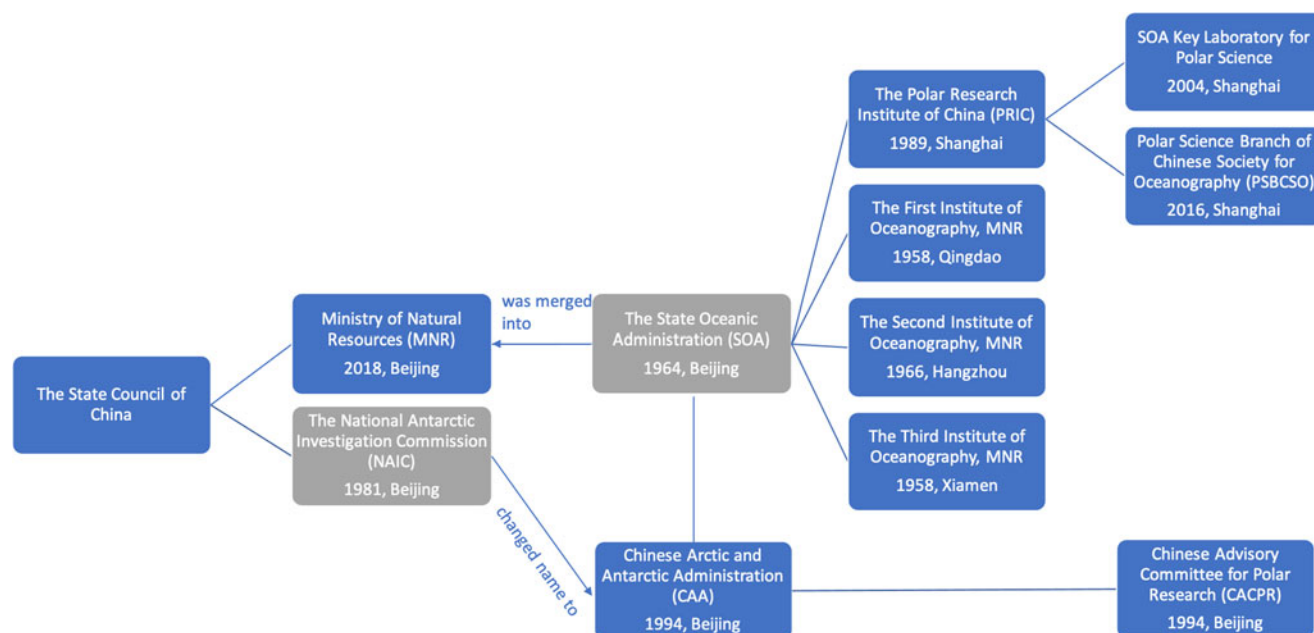 SOA Key Laboratory for
Polar Science
2004, Shanghai
The Polar Research
Institute of China (PRIC)
1989, Shanghai
Polar Science Branch of
Chinese Society for
Oceanography (PSBCSO)
2016, Shanghai
The First Institute of
Oceanography, MNR
1958, Qingdao
was merged
into
Ministry of Natural
Resources (MNR)
2018, Beijing
The State Oceanic
Administration (SOA)
1964, Beijing
The Second Institute of
Oceanography, MNR
1966, Hangzhou
The State Council of
China
The National Antarctic
Investigation Commission
(NAIC)
1981, Beijing
The Third Institute of
Oceanography, MNR
1958, Xiamen
changed name to
Chinese Arctic and
Antarctic Administration
(CAA)
1994, Beijing
Chinese Advisory
Committee for Polar
Research (CACPR)
1994, Beijing